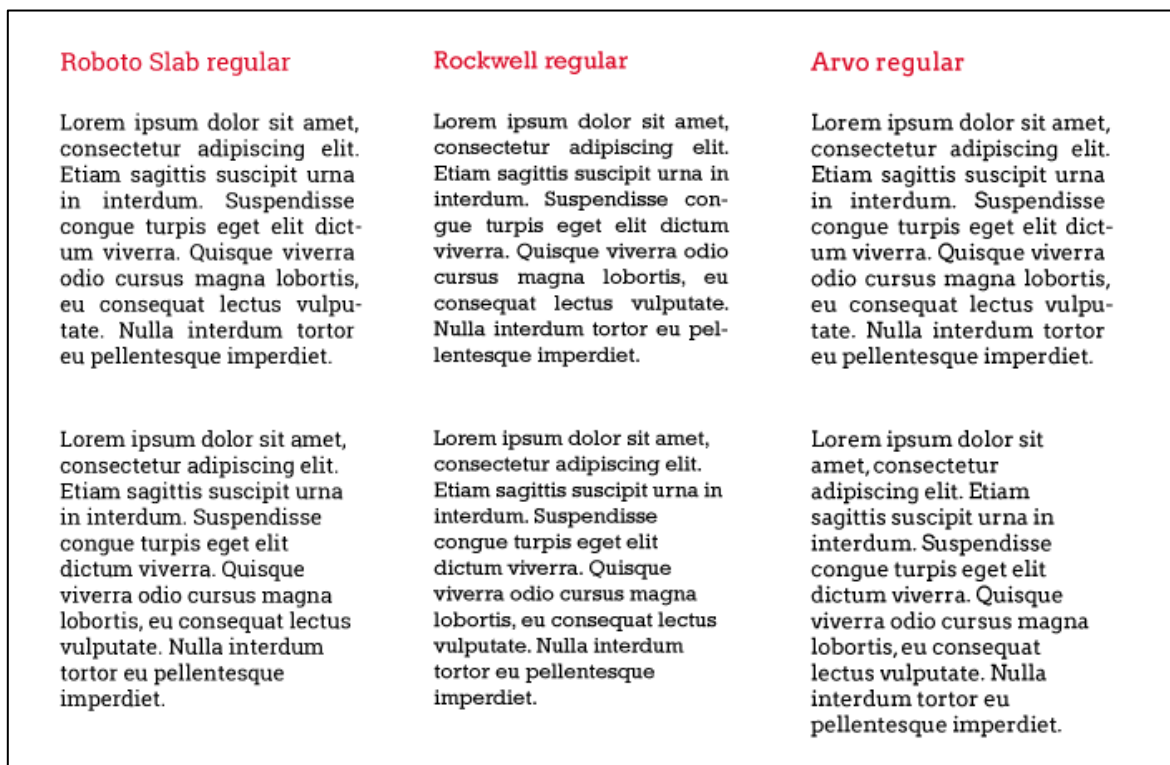 Roboto Slab regular
Lorem ipsum dolor sit amet,
consectetur adipiscing elit.
Etiam sagittis suscipit urna
in interdum. Suspendisse
congue turpis eget elit dict-
um viverra. Quisque viverra
odio cursus magna lobortis,
eu consequat lectus vulpu-
tate. Nulla interdum tortor
eu pellentesque imperdiet.
Lorem ipsum dolor sit amet,
consectetur adipiscing elit.
Etiam sagittis suscipit urna
in interdum. Suspendisse
congue turpis eget elit
dictum viverra. Quisque
viverra odio cursus magna
lobortis, eu consequat lectus
vulputate. Nulla interdum
tortor eu pellentesque
imperdiet.
Rockwell regular
Lorem ipsum dolor sit amet,
consectetur adipiscing elit.
Etiam sagittis suscipit urna in
interdum. Suspendisse con-
gue turpis eget elit dictum
viverra. Quisque viverra odio
cursus magna lobortis, eu
consequat lectus vulputate.
Nulla interdum tortor eu pel-
lentesque imperdiet.
Lorem ipsum dolor sit amet,
consectetur adipiscing elit.
Etiam sagittis suscipit urna in
interdum. Suspendisse
congue turpis eget elit
dictum viverra. Quisque
viverra odio cursus magna
lobortis, eu consequat lectus
vulputate. Nulla interdum
tortor eu pellentesque
imperdiet.
Arvo regular
Lorem ipsum dolor sit amet,
consectetur adipiscing elit.
Etiam sagittis suscipit urna
in interdum. Suspendisse
congue turpis eget elit dict-
um viverra. Quisque viverra
odio cursus magna lobortis,
eu consequat lectus vulpu-
tate. Nulla interdum tortor
eu pellentesque imperdiet.
Lorem ipsum dolor sit
amet, consectetur
adipiscing elit. Etiam
sagittis suscipit urna in
interdum. Suspendisse
congue turpis eget elit
dictum viverra. Quisque
viverra odio cursus magna
lobortis, eu consequat
lectus vulputate. Nulla
interdum tortor eu
pellentesque imperdiet.